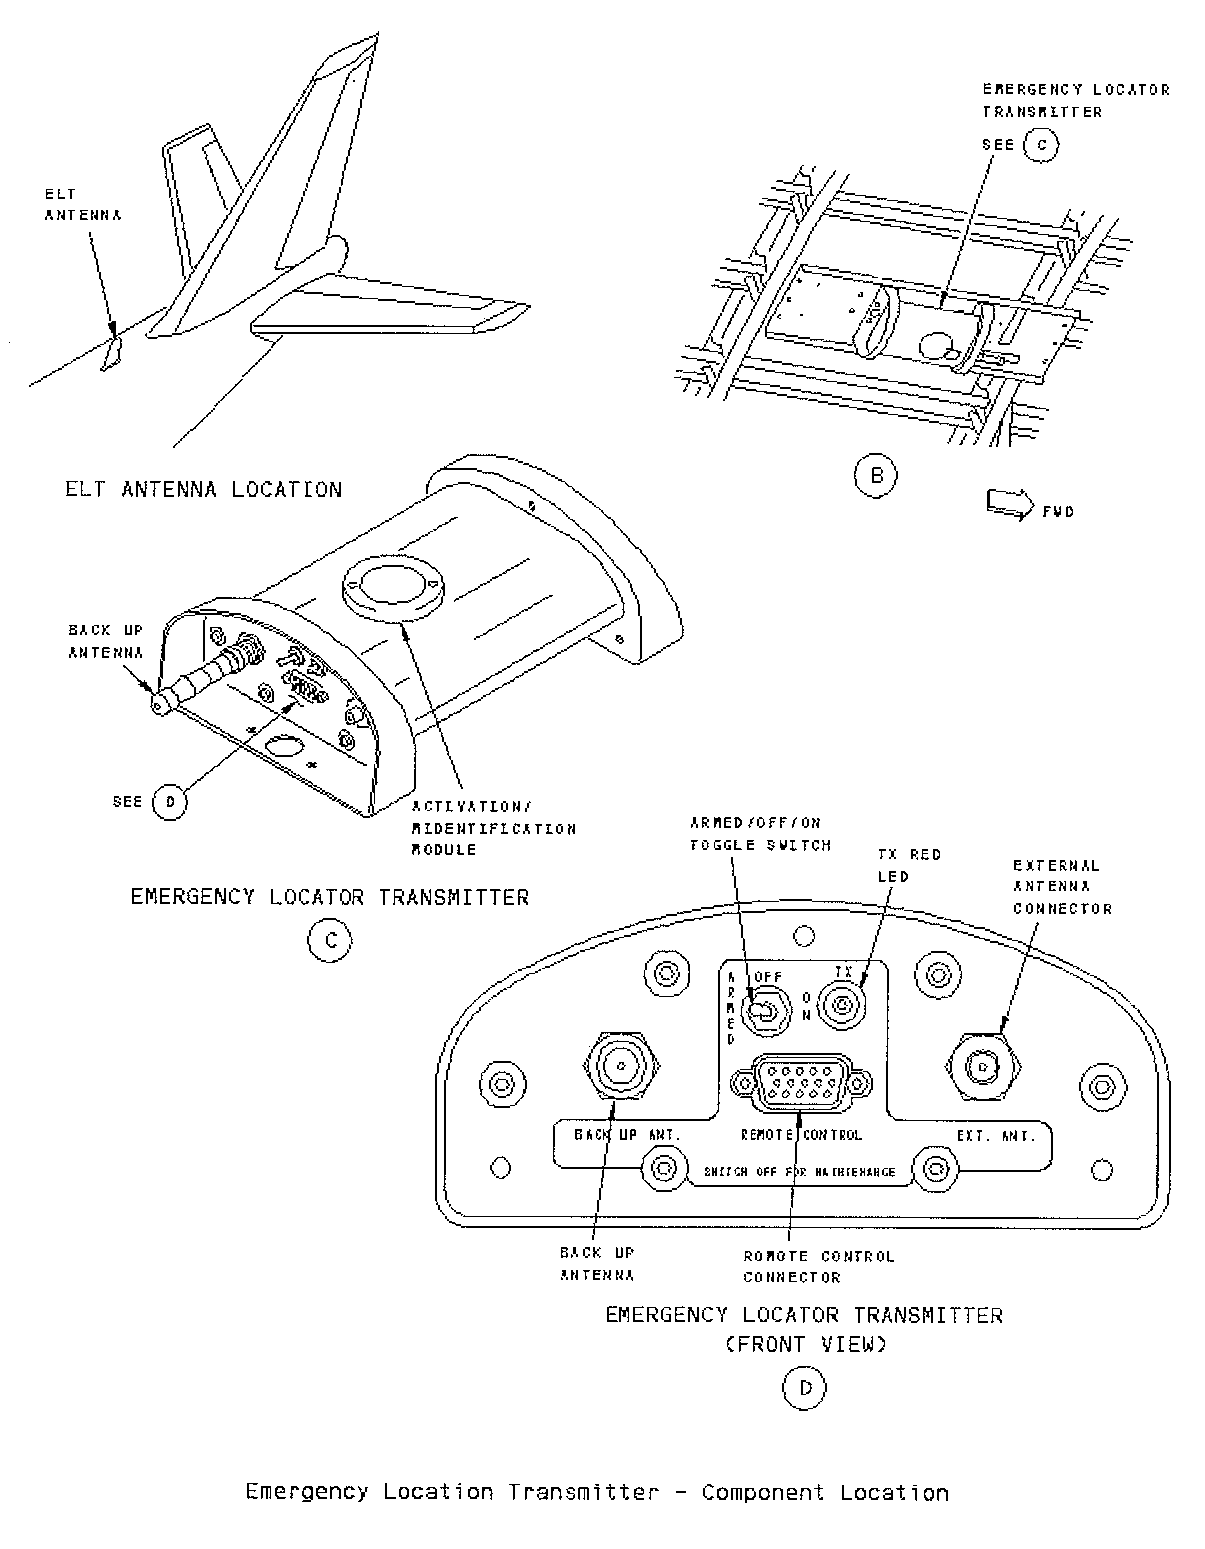 EMERGENCY LOCATOR
TRANSMITTER
SEE C
ELT
ANTENNA
ELT ANTENNA LOCATION
B
FWD
BACK UP
ANTENNA
SEE D
ACTIVATION/
MIDENTIFICATION
MODULE
EMERGENCY LOCATOR TRANSMITTER
C
ARMED/OFF/ON
TOGGLE SWITCH
TX RED
LED
EXTERNAL
ANTENNA
CONNECTOR
ARMED
OFF
ON
TX
BACK UP ANT.
REMOTE CONTROL
EXT. ANT.
SWITCH OFF FOR MAINTENANCE
BACK UP
ANTENNA
ROMOTE CONTROL
CONNECTOR
EMERGENCY LOCATOR TRANSMITTER
(FRONT VIEW)
D
Emergency Location Transmitter - Component Location